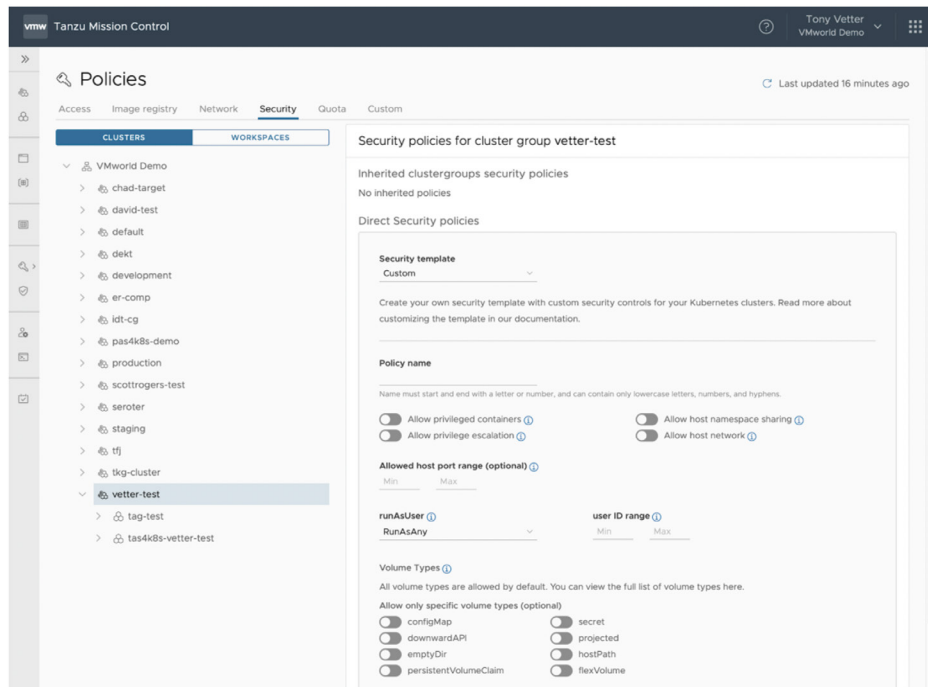 vmw Tanzu Mission Control
Tony Vetter
VMworld Demo
Policies
Last updated 16 minutes ago
Access Image registry Network Security Quota Custom
CLUSTERS WORKSPACES
VMworld Demo
chad-target
david-test
default
dekt
development
er-comp
idt-cg
pas4k8s-demo
production
scottrogers-test
seroter
staging
tfj
tkg-cluster
vetter-test
tag-test
tas4k8s-vetter-test
Security policies for cluster group vetter-test
Inherited clustergroups security policies
No inherited policies
Direct Security policies
Security template
Custom
Create your own security template with custom security controls for your Kubernetes clusters. Read more about
customizing the template in our documentation.
Policy name
Name must start and end with a letter or number, and can contain only lowercase letters, numbers, and hyphens.
Allow privileged containers Allow host namespace sharing
Allow privilege escalation Allow host network
Allowed host port range (optional)
Min Max
runAsUser user ID range
RunAsAny Min Max
Volume Types
All volume types are allowed by default. You can view the full list of volume types here.
Allow only specific volume types (optional)
configMap secret
downwardAPI projected
emptyDir hostPath
persistentVolumeClaim flexVolume